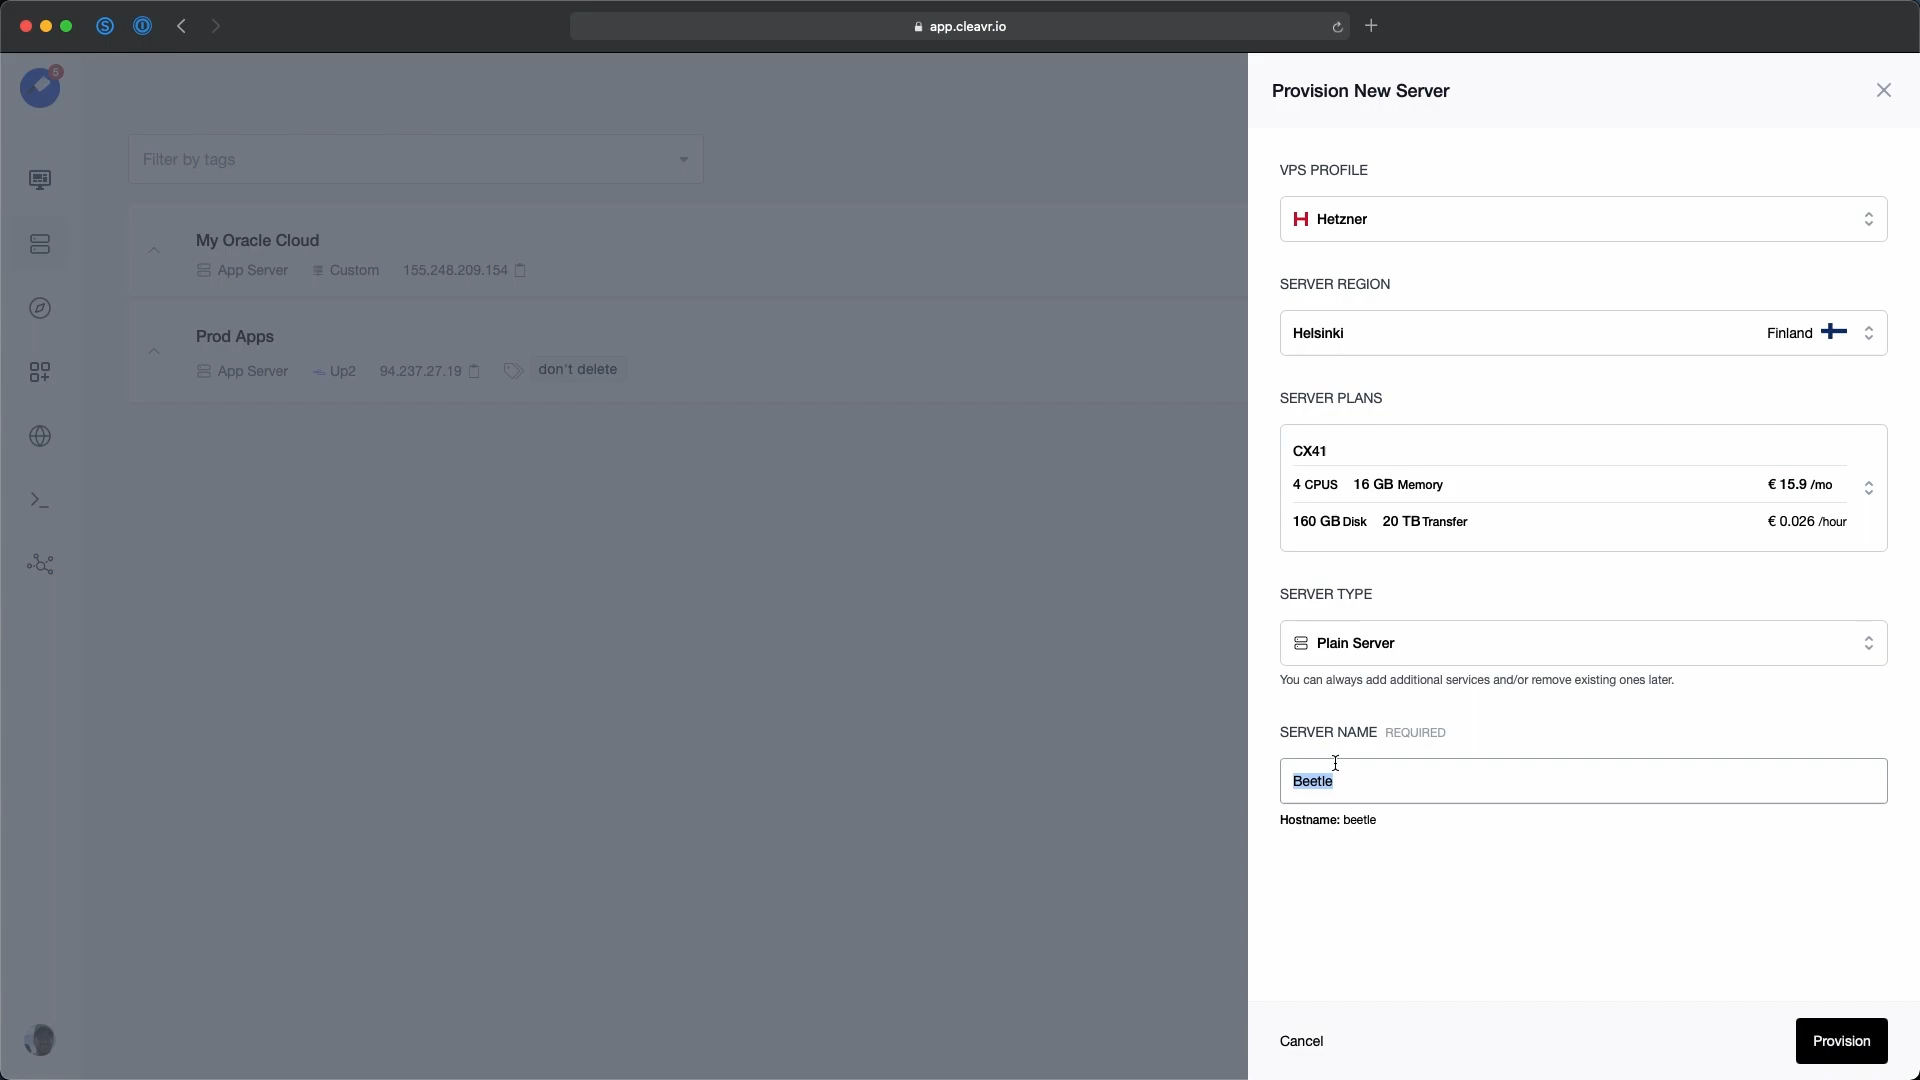 app.cleavr.io
5
Filter by tags
My Oracle Cloud
App Server Custom 155.248.209.154
Prod Apps
App Server Up2 94.237.27.19 don't delete
Provision New Server
VPS PROFILE
Hetzner
SERVER REGION
Helsinki Finland
SERVER PLANS
CX41
4 CPUS 16 GB Memory € 15.9 /mo
160 GB Disk 20 TB Transfer € 0.026 /hour
SERVER TYPE
Plain Server
You can always add additional services and/or remove existing ones later.
SERVER NAME REQUIRED
Beetle
Hostname: beetle
Cancel Provision